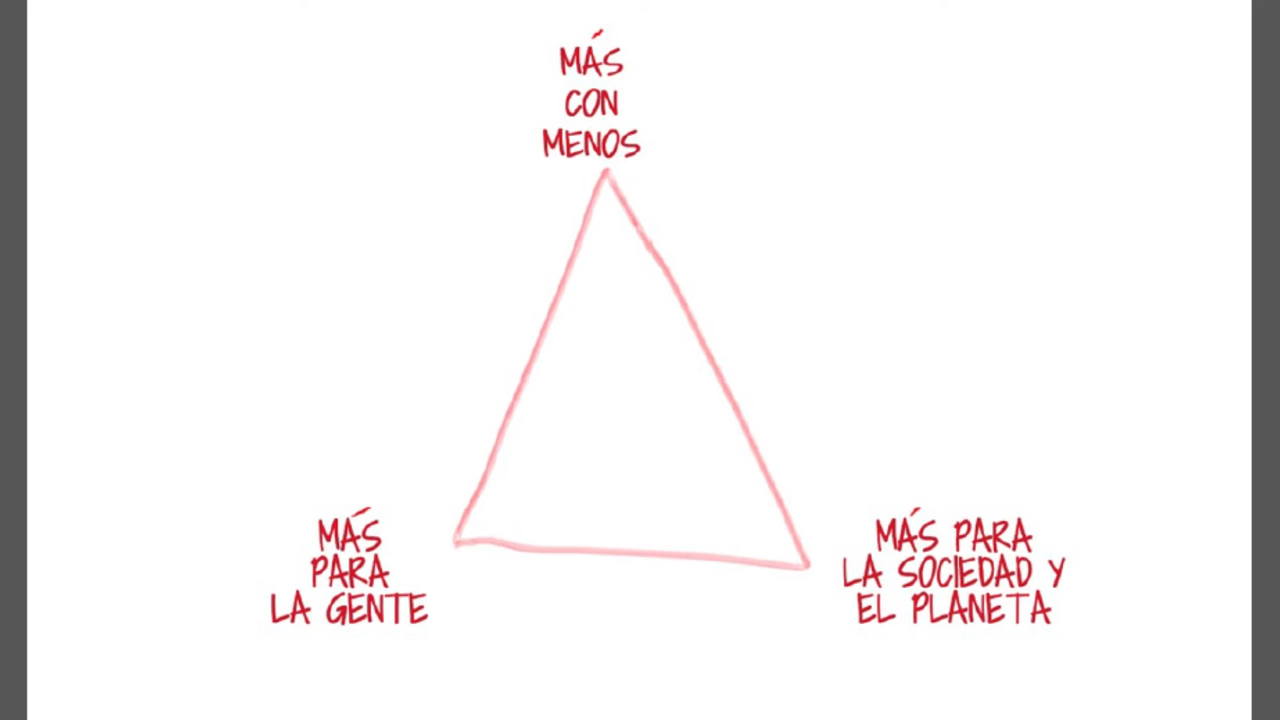 MÁS
CON
MENOS
MÁS
PARA
LA GENTE
MÁS PARA
LA SOCIEDAD Y
EL PLANETA